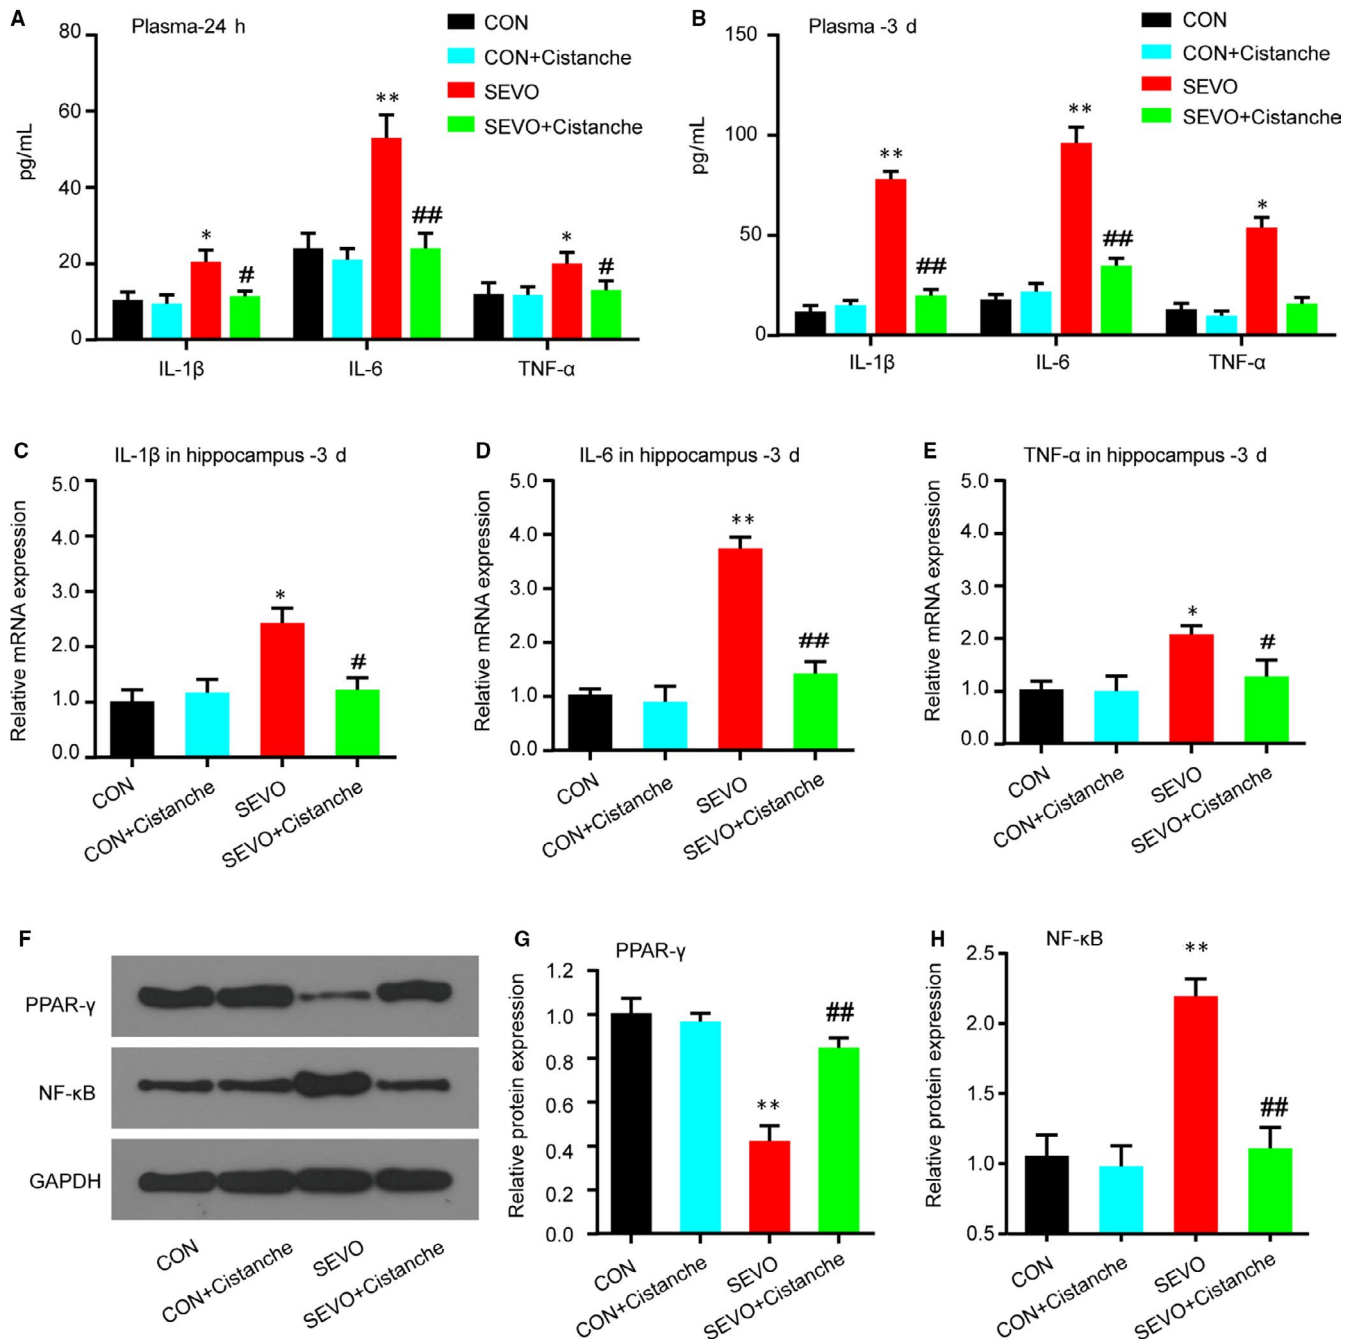 A
Plasma-24 h
CON
CON+Cistanche
SEVO
SEVO+Cistanche
pg/mL
80
60
40
20
0
*
#
**
##
*
#
IL-1β
IL-6
TNF-α
B
Plasma -3 d
CON
CON+Cistanche
SEVO
SEVO+Cistanche
pg/mL
150
100
50
0
**
##
**
##
*
IL-1β
IL-6
TNF-α
C
IL-1β in hippocampus -3 d
Relative mRNA expression
5.0
4.0
3.0
2.0
1.0
0.0
*
#
CON
CON+Cistanche
SEVO
SEVO+Cistanche
D
IL-6 in hippocampus -3 d
Relative mRNA expression
5.0
4.0
3.0
2.0
1.0
0.0
**
##
CON
CON+Cistanche
SEVO
SEVO+Cistanche
E
TNF-α in hippocampus -3 d
Relative mRNA expression
5.0
4.0
3.0
2.0
1.0
0.0
*
#
CON
CON+Cistanche
SEVO
SEVO+Cistanche
F
PPAR-γ
NF-κB
GAPDH
CON
CON+Cistanche
SEVO
SEVO+Cistanche
G
PPAR-γ
Relative protein expression
1.2
1.0
0.8
0.6
0.4
0.2
0.0
**
##
CON
CON+Cistanche
SEVO
SEVO+Cistanche
H
NF-κB
Relative protein expression
2.5
2.0
1.5
1.0
0.5
**
##
CON
CON+Cistanche
SEVO
SEVO+Cistanche